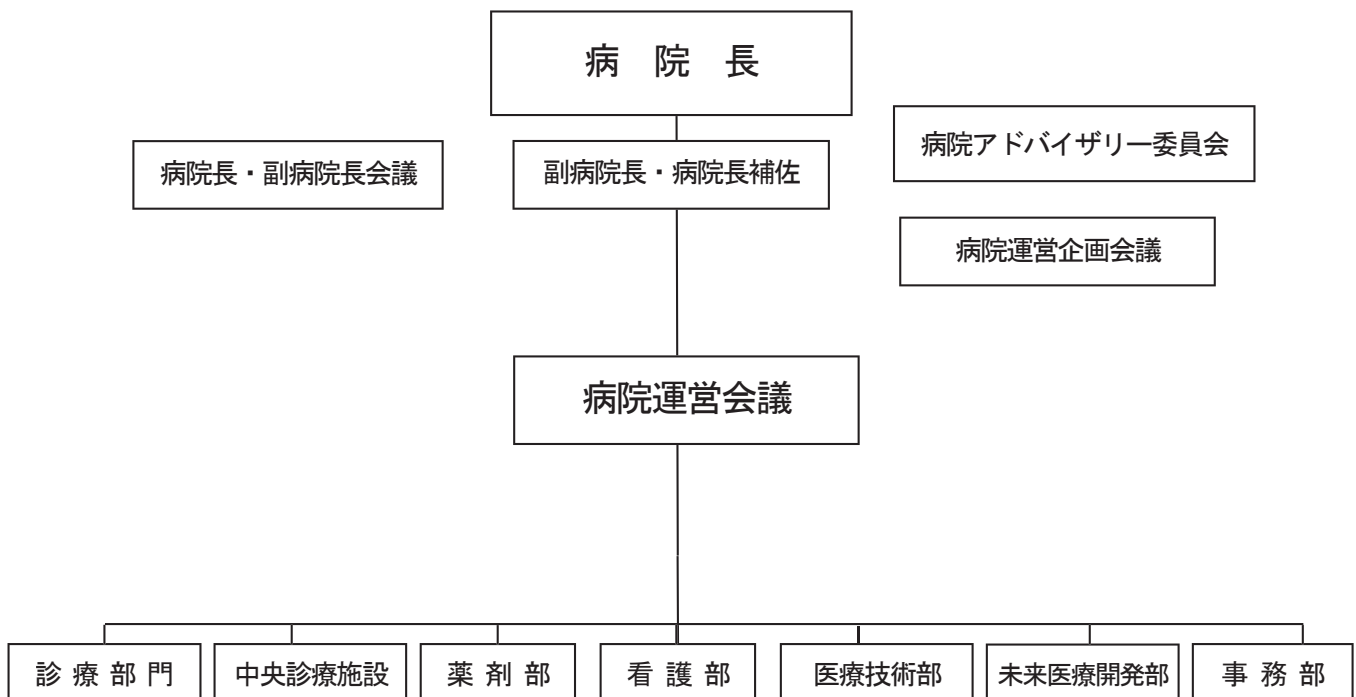 病 院 長
病院アドバイザリー委員会
病院長・副病院長会議
副病院長・病院長補佐
病院運営企画会議
病院運営会議
診療部門
中央診療施設
薬剤部
看護部
医療技術部
未来医療開発部
事務部